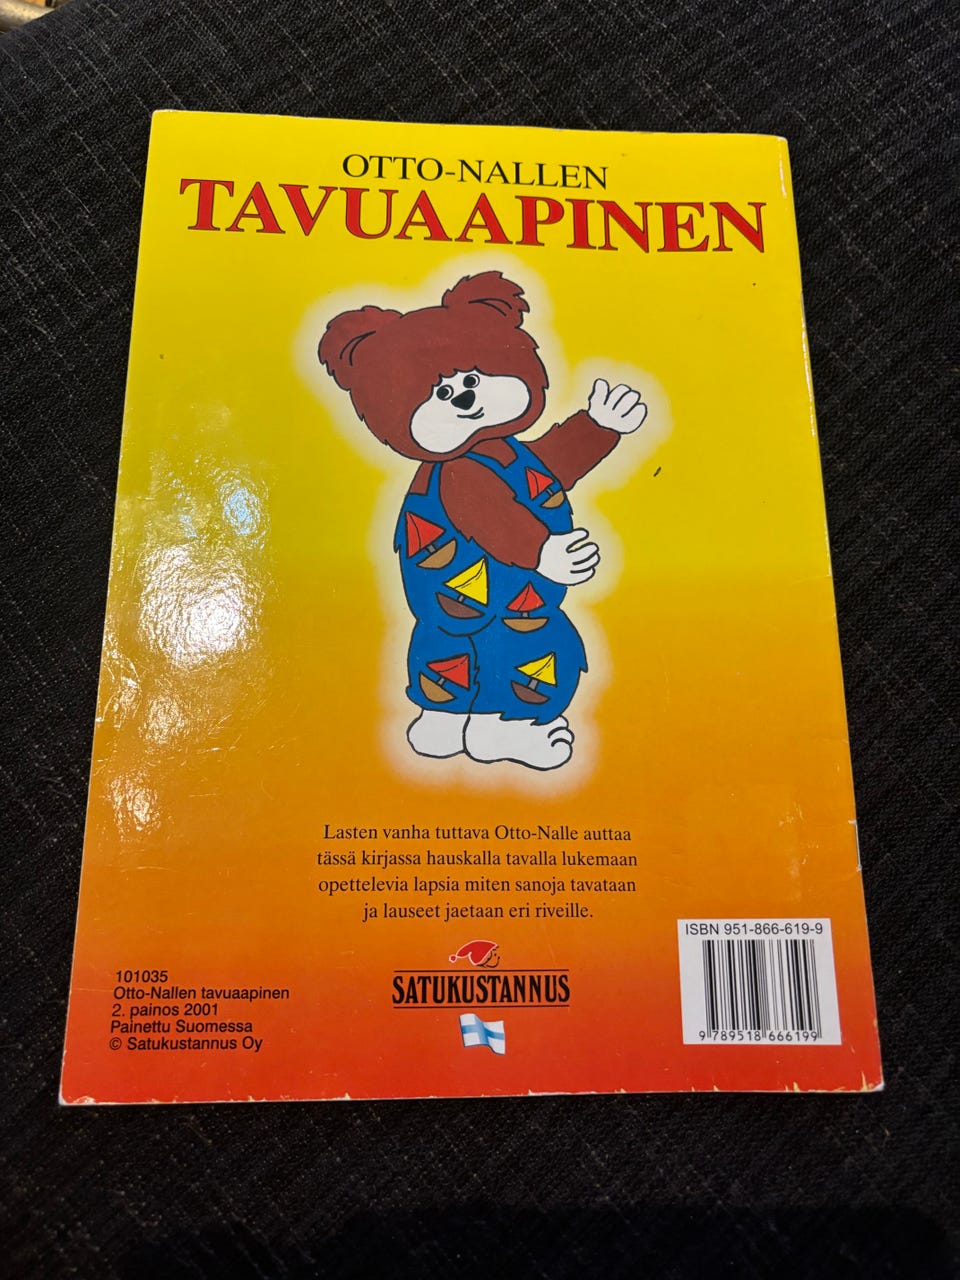 OTTO-NALLEN
TAVUAAPINEN
Lasten vanha tuttava Otto-Nalle auttaa
tässä kirjassa hauskalla tavalla lukemaan
opettelevia lapsia miten sanoja tavataan
ja lauseet jaetaan eri riveille.
ISBN 951-866-619-9
9 789518 666199
SATUKUSTANNUS
101035
Otto-Nallen tavuaapinen
2. painos 2001
Painettu Suomessa
© Satukustannus Oy